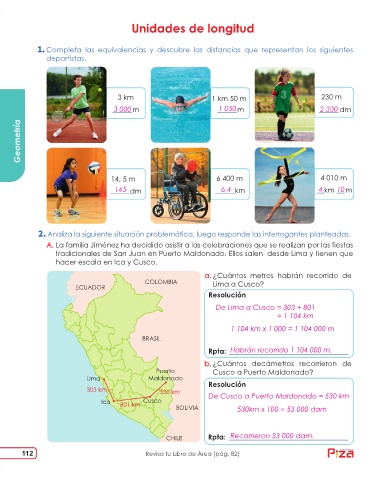 Unidades de longitud
1. Completa las equivalencias y descubre las distancias que representan los siguientes
deportistas.
3 km
3 000 m
1 km 50 m
1 050 m
230 m
2 300 dm
14, 5 m
145 dm
6 400 m
6,4 km
4 010 m
4 km 10 m
Geometría
2. Analiza la siguiente situación problemática, luego responde las interrogantes planteadas.
A. La familia Jiménez ha decidido asistir a las celebraciones que se realizan por las fiestas
tradicionales de San Juan en Puerto Maldonado. Ellos salen desde Lima y tienen que
hacer escala en Ica y Cusco.
ECUADOR
COLOMBIA
BRASIL
Puerto
Maldonado
Lima
303 km
530 km
Ica
801 km
Cusco
BOLIVIA
CHILE
a. ¿Cuántos metros habrán recorrido de
Lima a Cusco?
Resolución
De Lima a Cusco = 303 + 801
= 1 104 km
1 104 km x 1 000 = 1 104 000 m
Rpta: Habrán recorrido 1 104 000 m.
b. ¿Cuántos decámetros recorrieron de
Cusco a Puerto Maldonado?
Resolución
De Cusco a Puerto Maldonado = 530 km
530km x 100 = 53 000 dam
Rpta: Recorrieron 53 000 dam.
112
Revisa tu Libro de Área (pág. 82)
Pizza